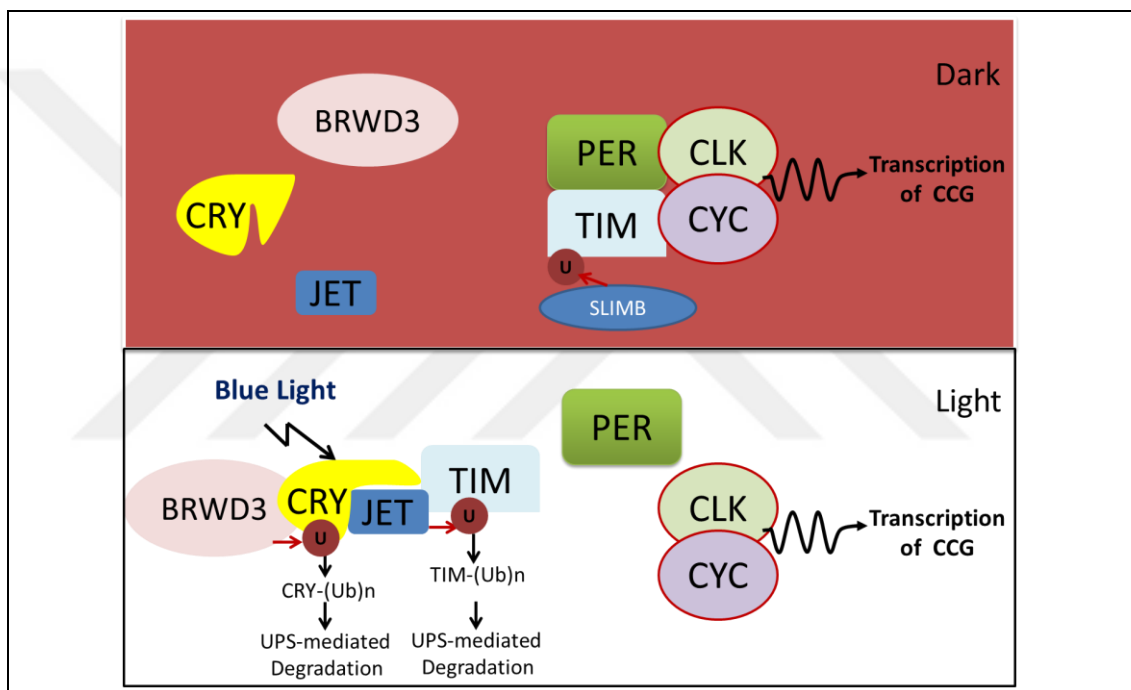 Dark
BRWD3
PER
CLK
Transcription
of CCG
CRY
TIM
CYC
U
JET
SLIMB
Light
Blue Light
PER
TIM
BRWD3
CRY
JET
U
U
CLK
Transcription
of CCG
CYC
CRY-(Ub)n
TIM-(Ub)n
UPS-mediated
Degradation
UPS-mediated
Degradation